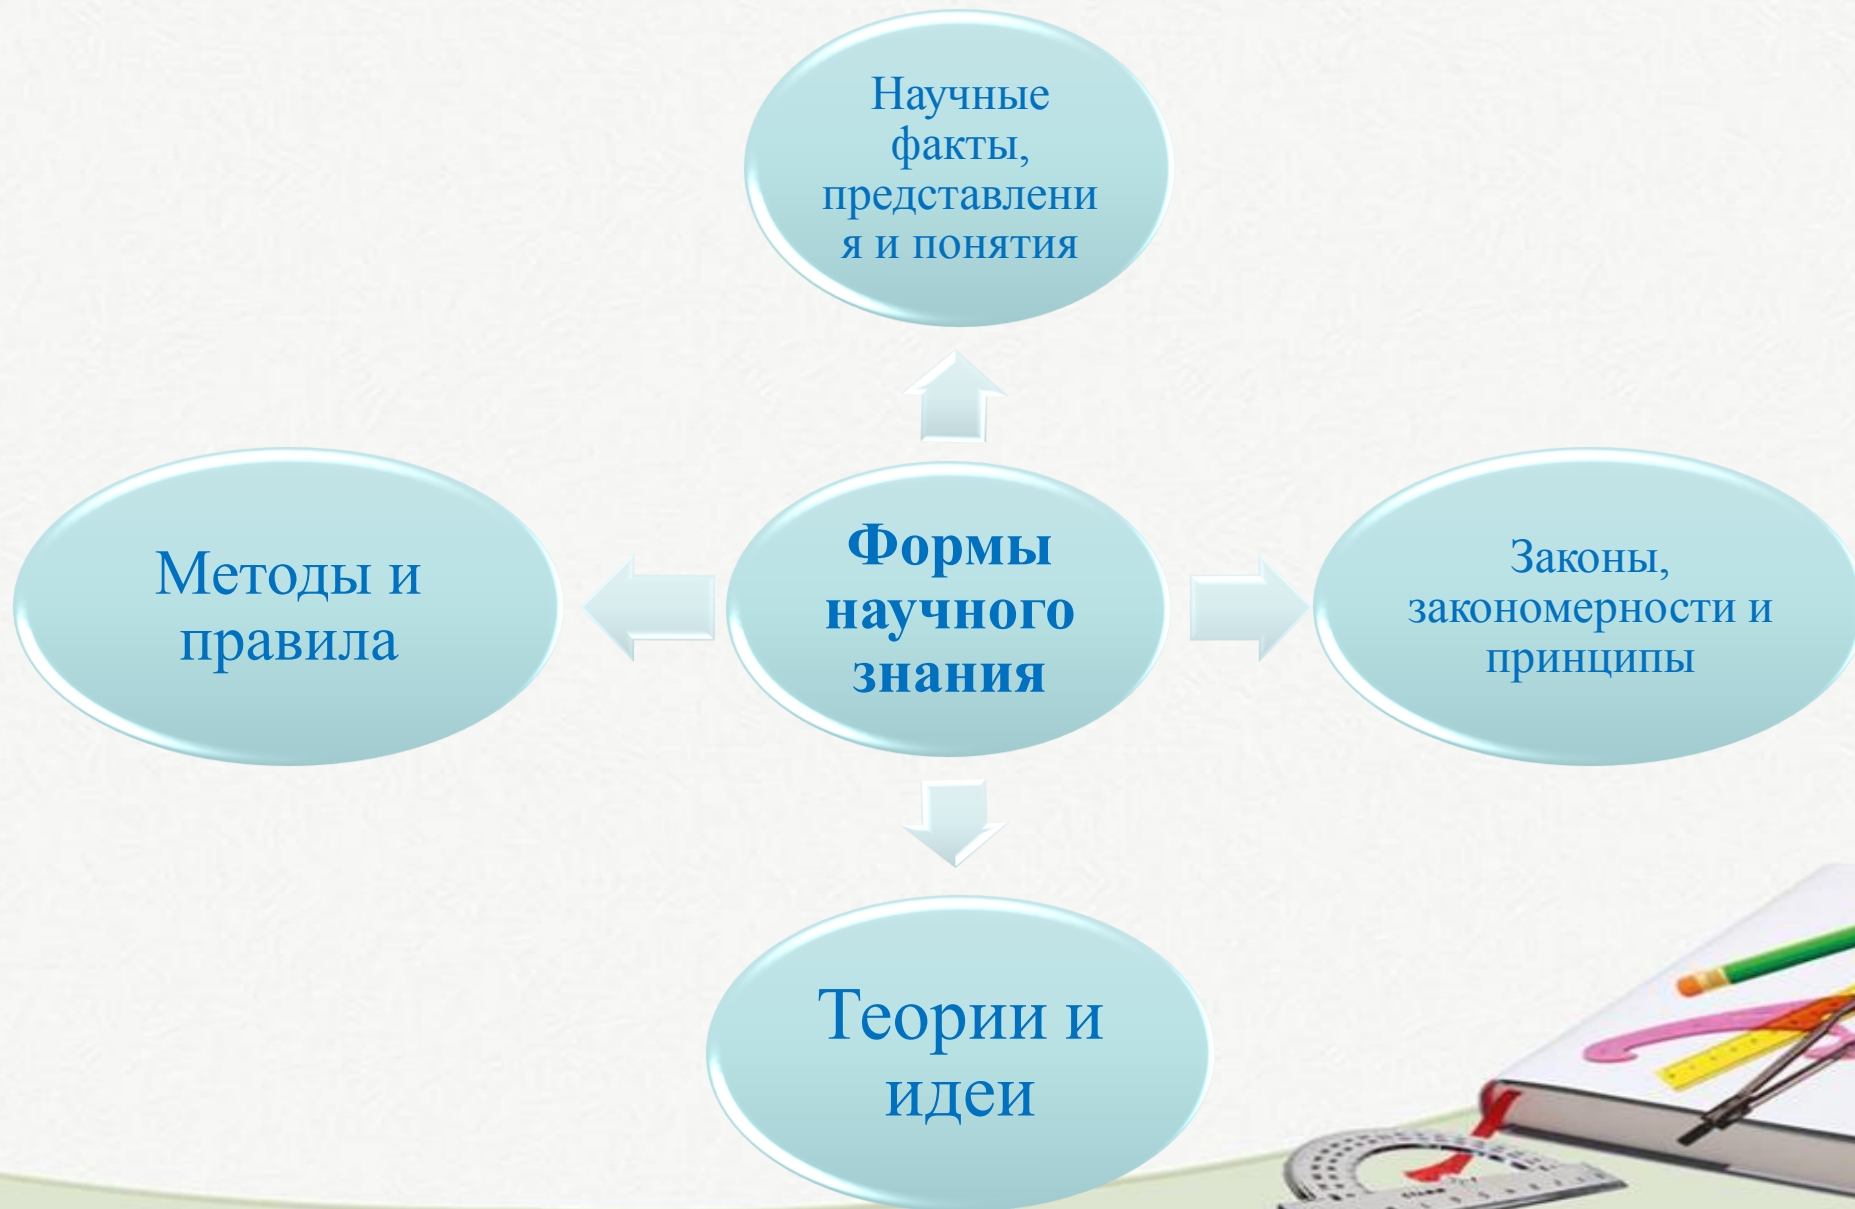 Научные
факты,
представлени
я и понятия
Методы и
правила
Формы
научного
знания
Законы,
закономерности и
принципы
Теории и
идеи